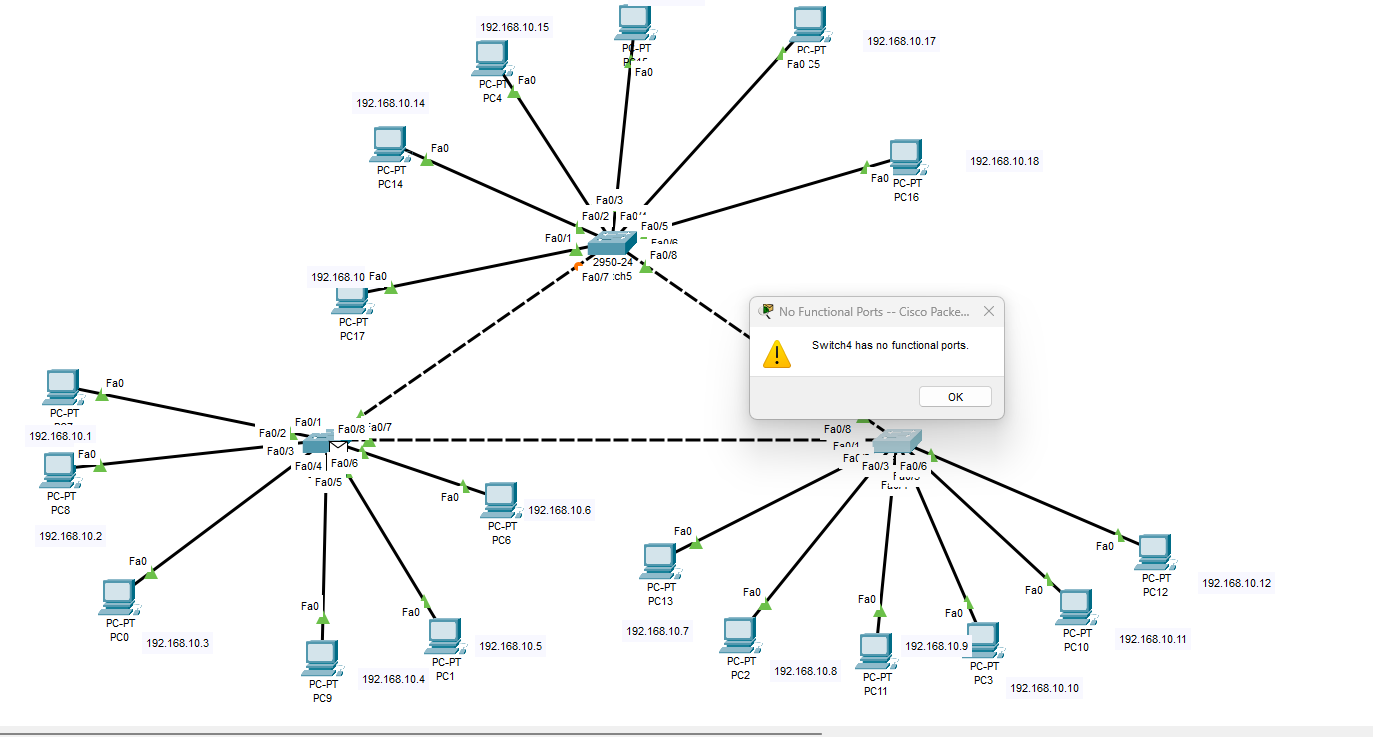 192.168.10.15
PC-PT
Fa0
192.168.10.17
PC-PT
Fa0
C5
PC-PT
PC4
Fa0
192.168.10.14
Fa0
PC-PT
PC14
192.168.10.18
Fa0
PC-PT
PC16
Fa0/3
Fa0/2
Fa0/5
Fa0/1
Fa0/8
2950-24
Fa0/7
:ch5
192.168.10
Fa0
PC-PT
PC17
No Functional Ports -- Cisco Packe...
Switch4 has no functional ports.
OK
Fa0
PC-PT
192.168.10.1
Fa0
PC-PT
PC8
192.168.10.2
Fa0/1
Fa0/2
Fa0/8
Fa0/3
Fa0/4
Fa0/6
Fa0/5
Fa0/8
Fa0/3
Fa0/6
Fa0
PC-PT
PC6
192.168.10.6
Fa0
PC-PT
PC0
192.168.10.3
Fa0
PC-PT
PC9
192.168.10.4
Fa0
PC-PT
PC1
192.168.10.5
Fa0
PC-PT
PC13
192.168.10.7
Fa0
PC-PT
PC2
192.168.10.8
Fa0
PC-PT
PC11
192.168.10.9
Fa0
PC-PT
PC3
192.168.10.10
Fa0
PC-PT
PC10
192.168.10.11
Fa0
PC-PT
PC12
192.168.10.12